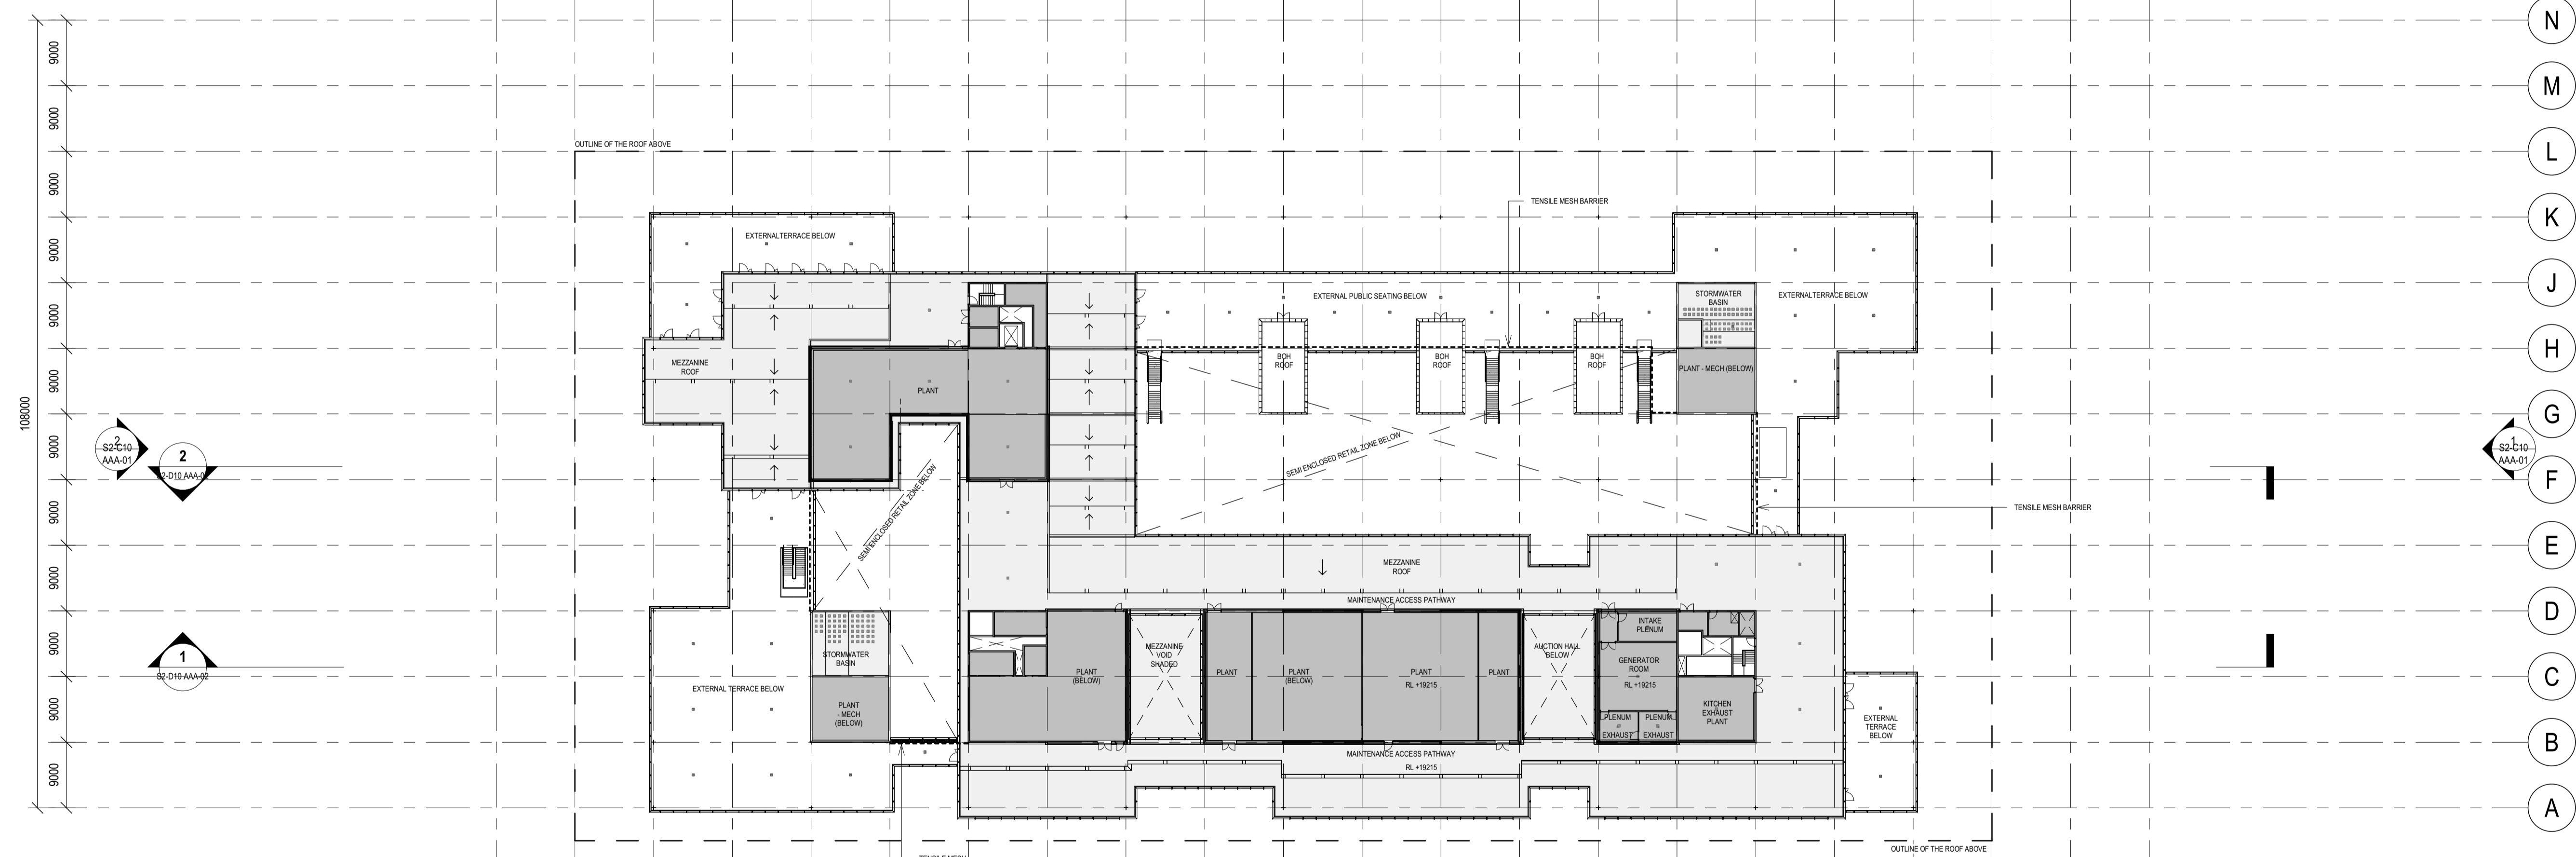 N
9000
M
9000
OUTLINE OF THE ROOF ABOVE
L
9000
TENSILE MESH BARRIER
K
9000
EXTERNALTERRACE BELOW
J
EXTERNAL PUBLIC SEATING BELOW
STORMWATER
BASIN
EXTERNALTERRACE BELOW
9000
H
MEZZANINE
ROOF
BOH
ROOF
BOH
ROOF
BOH
ROOF
PLANT - MECH (BELOW)
9000
PLANT
108000
G
SEMI ENCLOSED RETAIL ZONE BELOW
9000
2
S2-C10
AAA-01
2
1
S2-C10
AAA-01
F
SEMI ENCLOSED RETAIL ZONE BELOW
9000
TENSILE MESH BARRIER
E
MEZZANINE
ROOF
9000
MAINTENANCE ACCESS PATHWAY
D
INTAKE
PLENUM
9000
MEZZANINE
VOID
SHADED
AUCTION HALL
BELOW
STORMWATER
BASIN
1
S2-D10 AAA-02
GENERATOR
ROOM
RL +19215
PLANT
(BELOW)
PLANT
PLANT
(BELOW)
PLANT
RL +19215
PLANT
C
EXTERNAL TERRACE BELOW
9000
PLANT
- MECH
(BELOW)
KITCHEN
EXHAUST
PLANT
PLENUM
EXHAUST
PLENUM
EXHAUST
EXTERNAL
TERRACE
BELOW
B
MAINTENANCE ACCESS PATHWAY
RL +19215
9000
A
OUTLINE OF THE ROOF ABOVE
TENSILE MESH